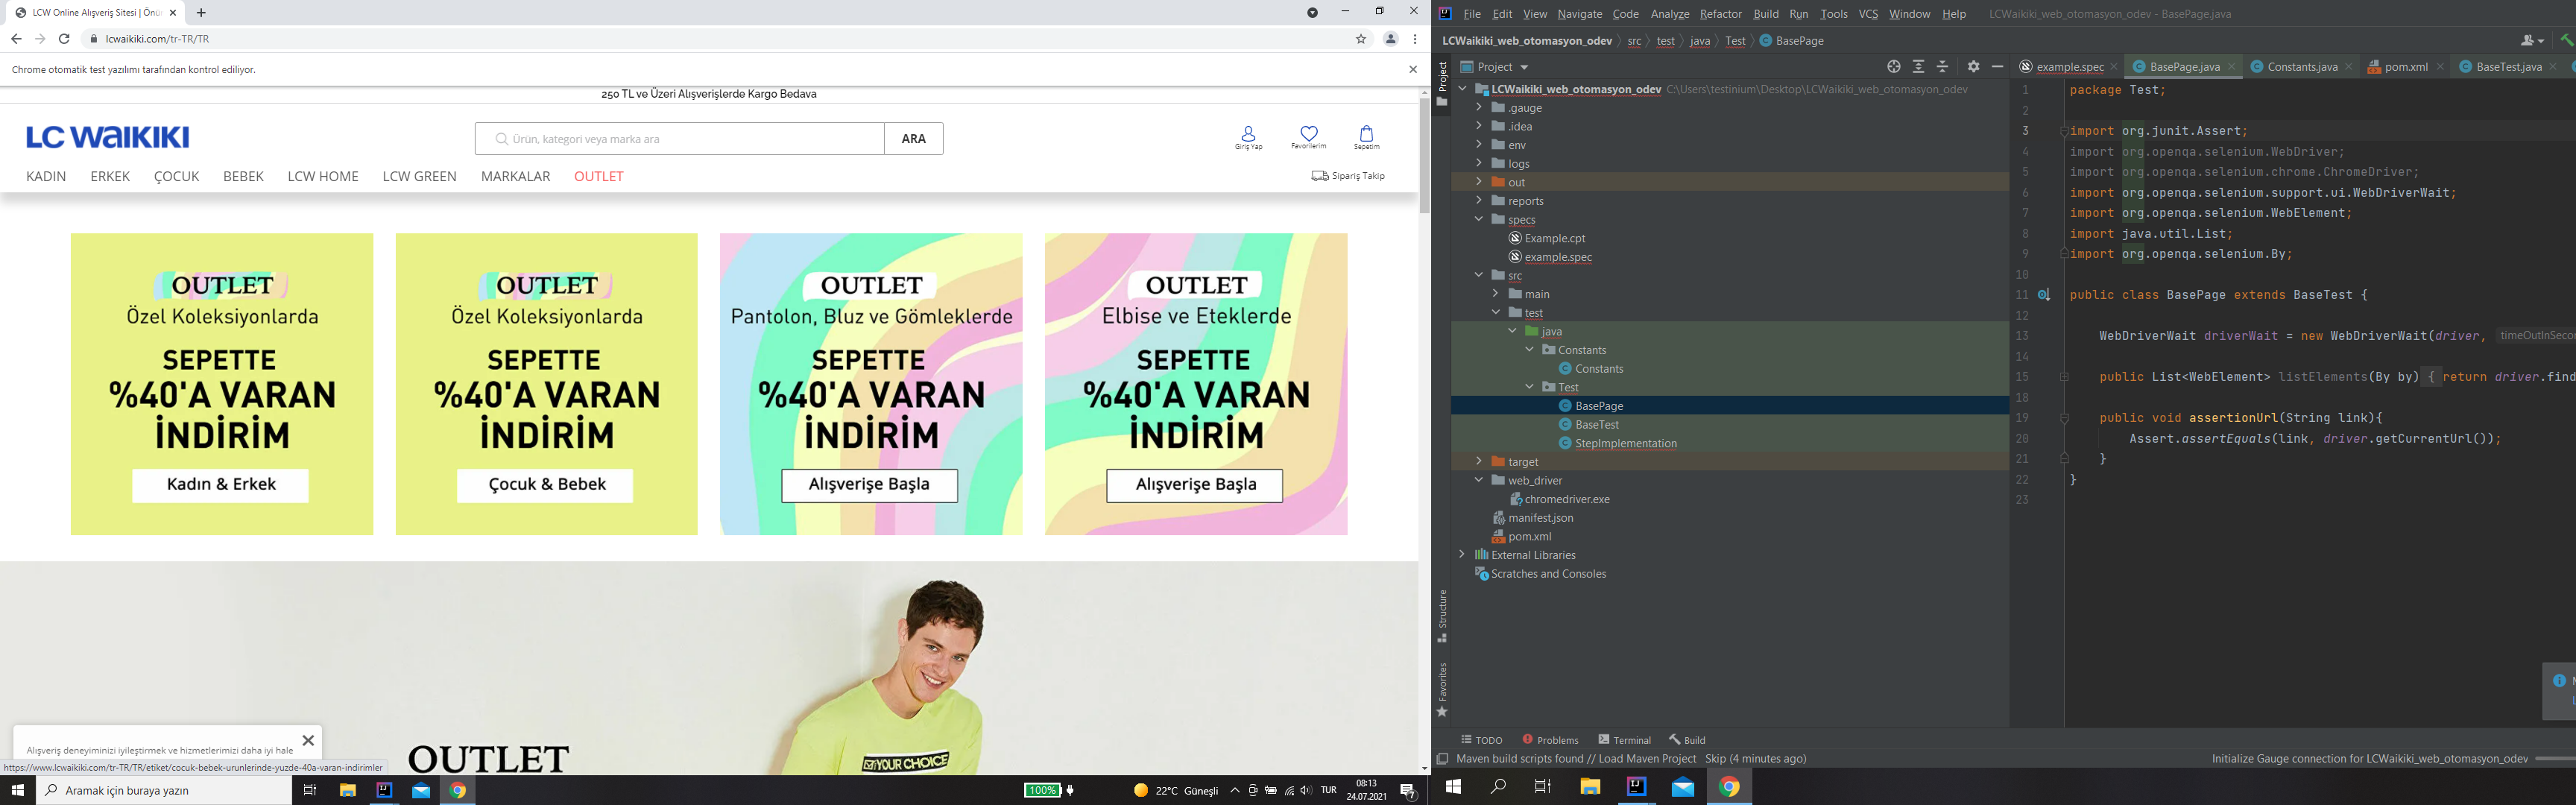 LCW Online Alışveriş Sitesi | Önü
lcwaikiki.com/tr-TR/TR
Chrome otomatik test yazılımı tarafından kontrol ediliyor.
250 TL ve Üzeri Alışverişlerde Kargo Bedava
LC WAIKIKI
Ürün, kategori veya marka ara
ARA
Giriş Yap
Favorilerim
Sepetim
KADIN ERKEK ÇOCUK BEBEK LCW HOME LCW GREEN MARKALAR OUTLET
Sipariş Takip
OUTLET
Özel Koleksiyonlarda
SEPETTE
%40'A VARAN
İNDİRİM
Kadın & Erkek
OUTLET
Özel Koleksiyonlarda
SEPETTE
%40'A VARAN
İNDİRİM
Çocuk & Bebek
OUTLET
Pantolon, Bluz ve Gömleklerde
SEPETTE
%40'A VARAN
İNDİRİM
Alışverişe Başla
OUTLET
Elbise ve Eteklerde
SEPETTE
%40'A VARAN
İNDİRİM
Alışverişe Başla
OUTLET
YOUR CHOICE
Alışveriş deneyiminizi iyileştirmek ve hizmetlerimizi daha iyi hale
https://www.lcwaikiki.com/tr-TR/TR/etiket/cocuk-bebek-urunlerinde-yuzde-40a-varan-indirimler
Aramak için buraya yazın
100%
22°C Güneşli
TUR
08:13
24.07.2021
7
File Edit View Navigate Code Analyze Refactor Build Run Tools VCS Window Help
LCWaikiki_web_otomasyon_odev - BasePage.java
LCWaikiki_web_otomasyon_odev src test java Test BasePage
Project
Project
LCWaikiki_web_otomasyon_odev C:\Users\testinium\Desktop\LCWaikiki_web_otomasyon_odev
.gauge
.idea
env
logs
out
reports
specs
Example.cpt
example.spec
src
main
test
java
Constants
Constants
Test
BasePage
BaseTest
StepImplementation
target
web_driver
chromedriver.exe
manifest.json
pom.xml
External Libraries
Scratches and Consoles
Structure
Favorites
example.spec BasePage.java Constants.java pom.xml BaseTest.java
1 package Test;
2
3 import org.junit.Assert;
4 import org.openqa.selenium.WebDriver;
5 import org.openqa.selenium.chrome.ChromeDriver;
6 import org.openqa.selenium.support.ui.WebDriverWait;
7 import org.openqa.selenium.WebElement;
8 import java.util.List;
9 import org.openqa.selenium.By;
10
11 public class BasePage extends BaseTest {
12
13 WebDriverWait driverWait = new WebDriverWait(driver, timeOutInSecon
14
15 public List<WebElement> listElements(By by) { return driver.find
18
19 public void assertionUrl(String link){
20 Assert.assertEquals(link, driver.getCurrentUrl());
21 }
22 }
23
TODO Problems Terminal Build
Maven build scripts found // Load Maven Project Skip (4 minutes ago)
Initialize Gauge connection for LCWaikiki_web_otomasyon_odev